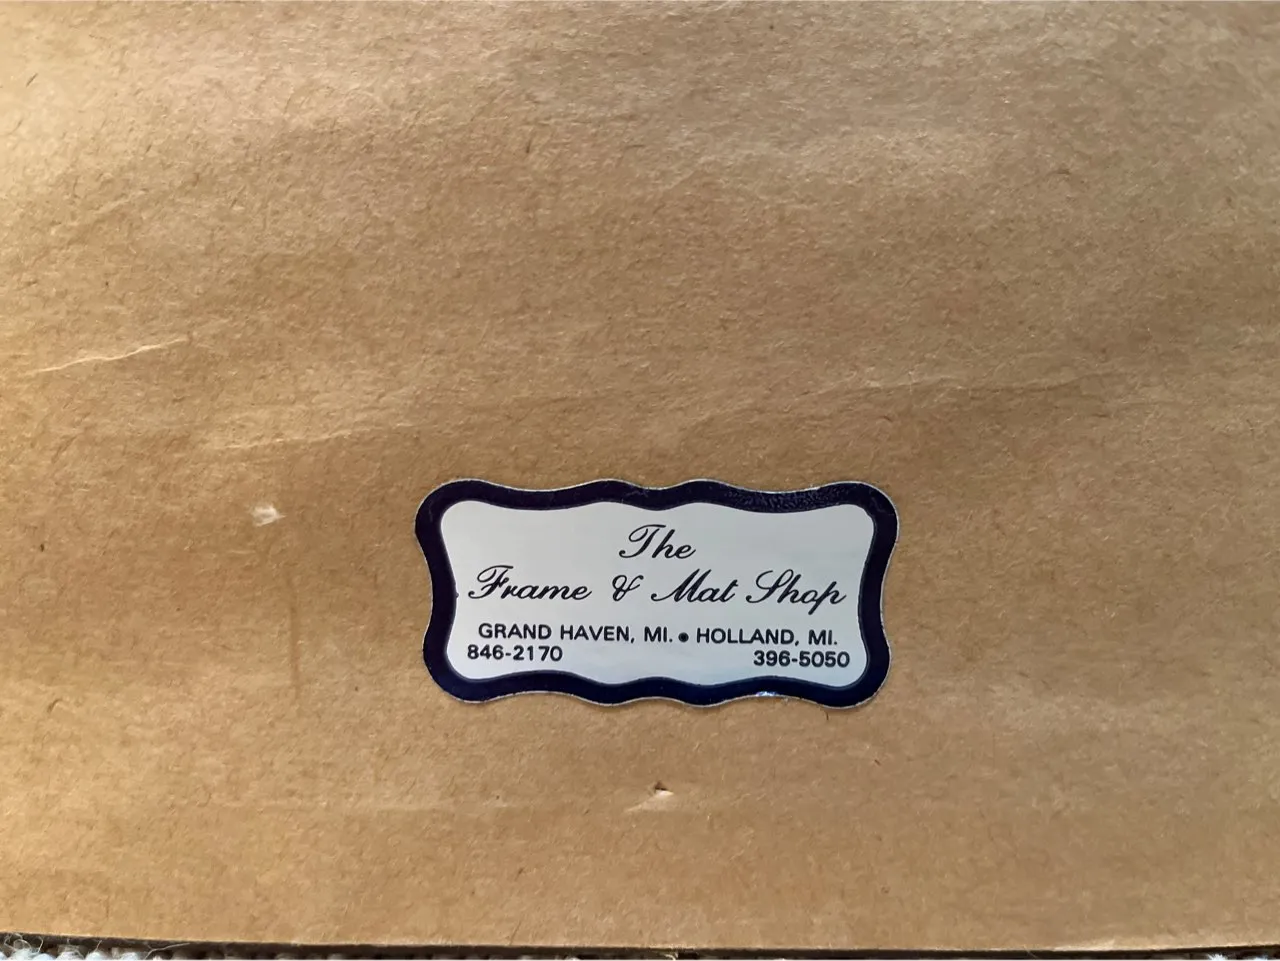 The
Frame & Mat Shop
GRAND HAVEN, MI. • HOLLAND, MI.
846-2170 396-5050